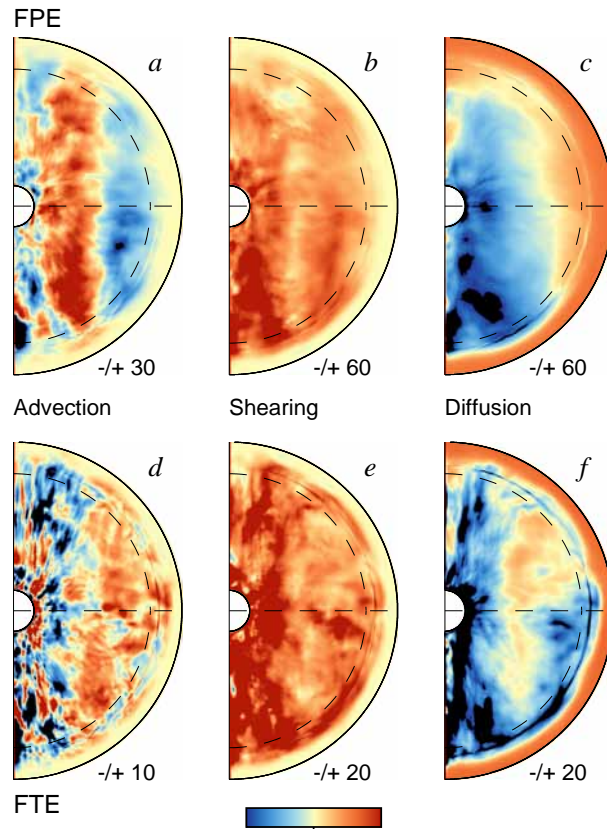 FPE
a b c
-/+ 30 -/+ 60 -/+ 60
Advection Shearing Diffusion
d e f
-/+ 10 -/+ 20 -/+ 20
FTE